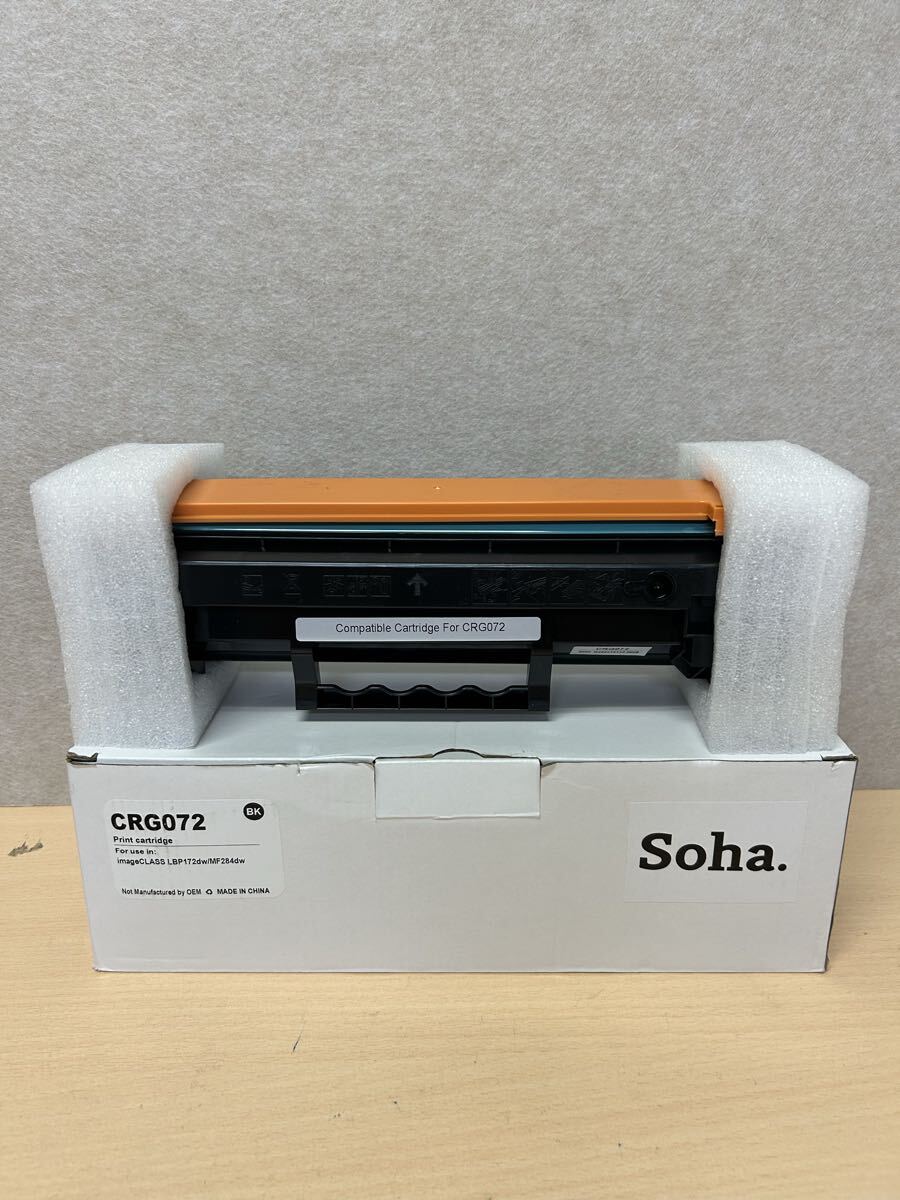 Compatible Cartridge For CRG072
CRG072
CRG072
BK
Print cartridge
For use in:
imageCLASS LBP172dw/MF284dw
Not Manufactured by OEM MADE IN CHINA
Soha.